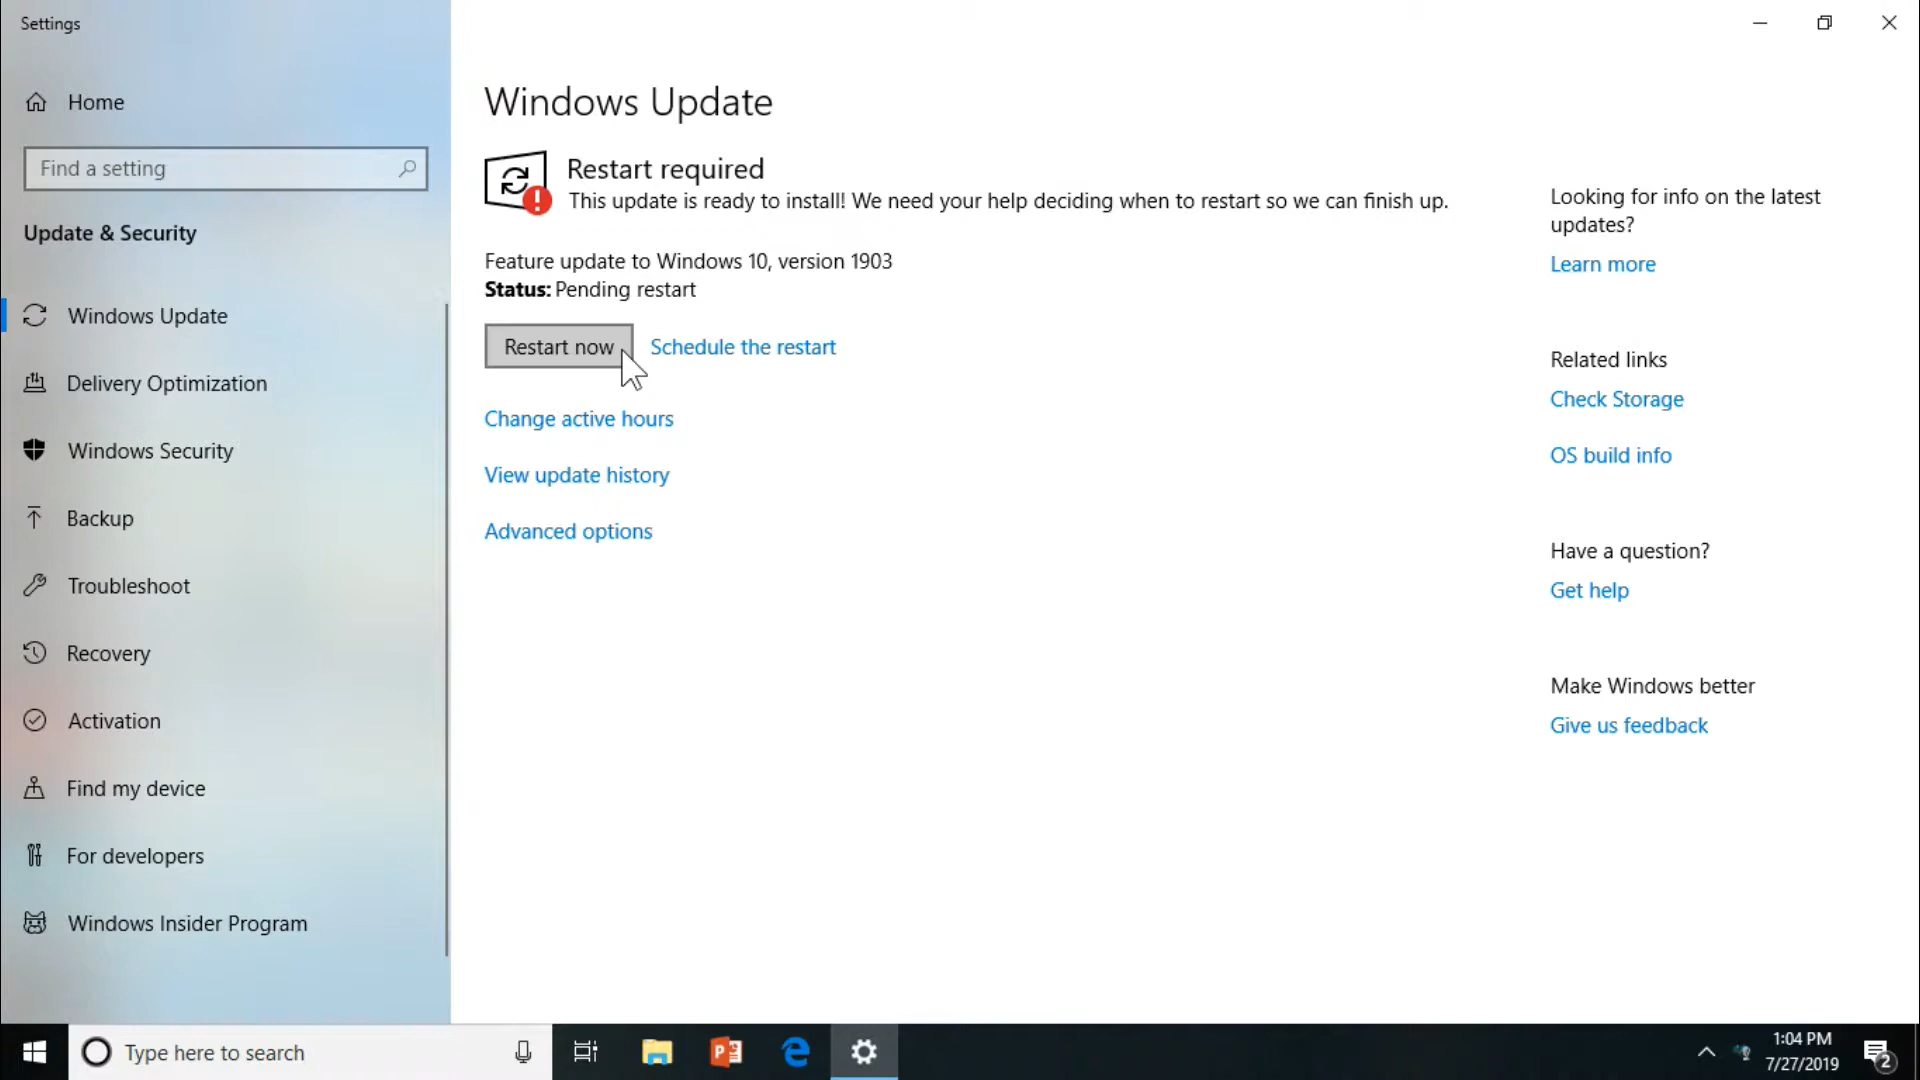 Settings
Home
Find a setting
Update & Security
Windows Update
Delivery Optimization
Windows Security
Backup
Troubleshoot
Recovery
Activation
Find my device
For developers
Windows Insider Program
Windows Update
Restart required
This update is ready to install! We need your help deciding when to restart so we can finish up.
Feature update to Windows 10, version 1903
Status: Pending restart
Restart now
Schedule the restart
Change active hours
View update history
Advanced options
Looking for info on the latest
updates?
Learn more
Related links
Check Storage
OS build info
Have a question?
Get help
Make Windows better
Give us feedback
Type here to search
1:04 PM
7/27/2019
2